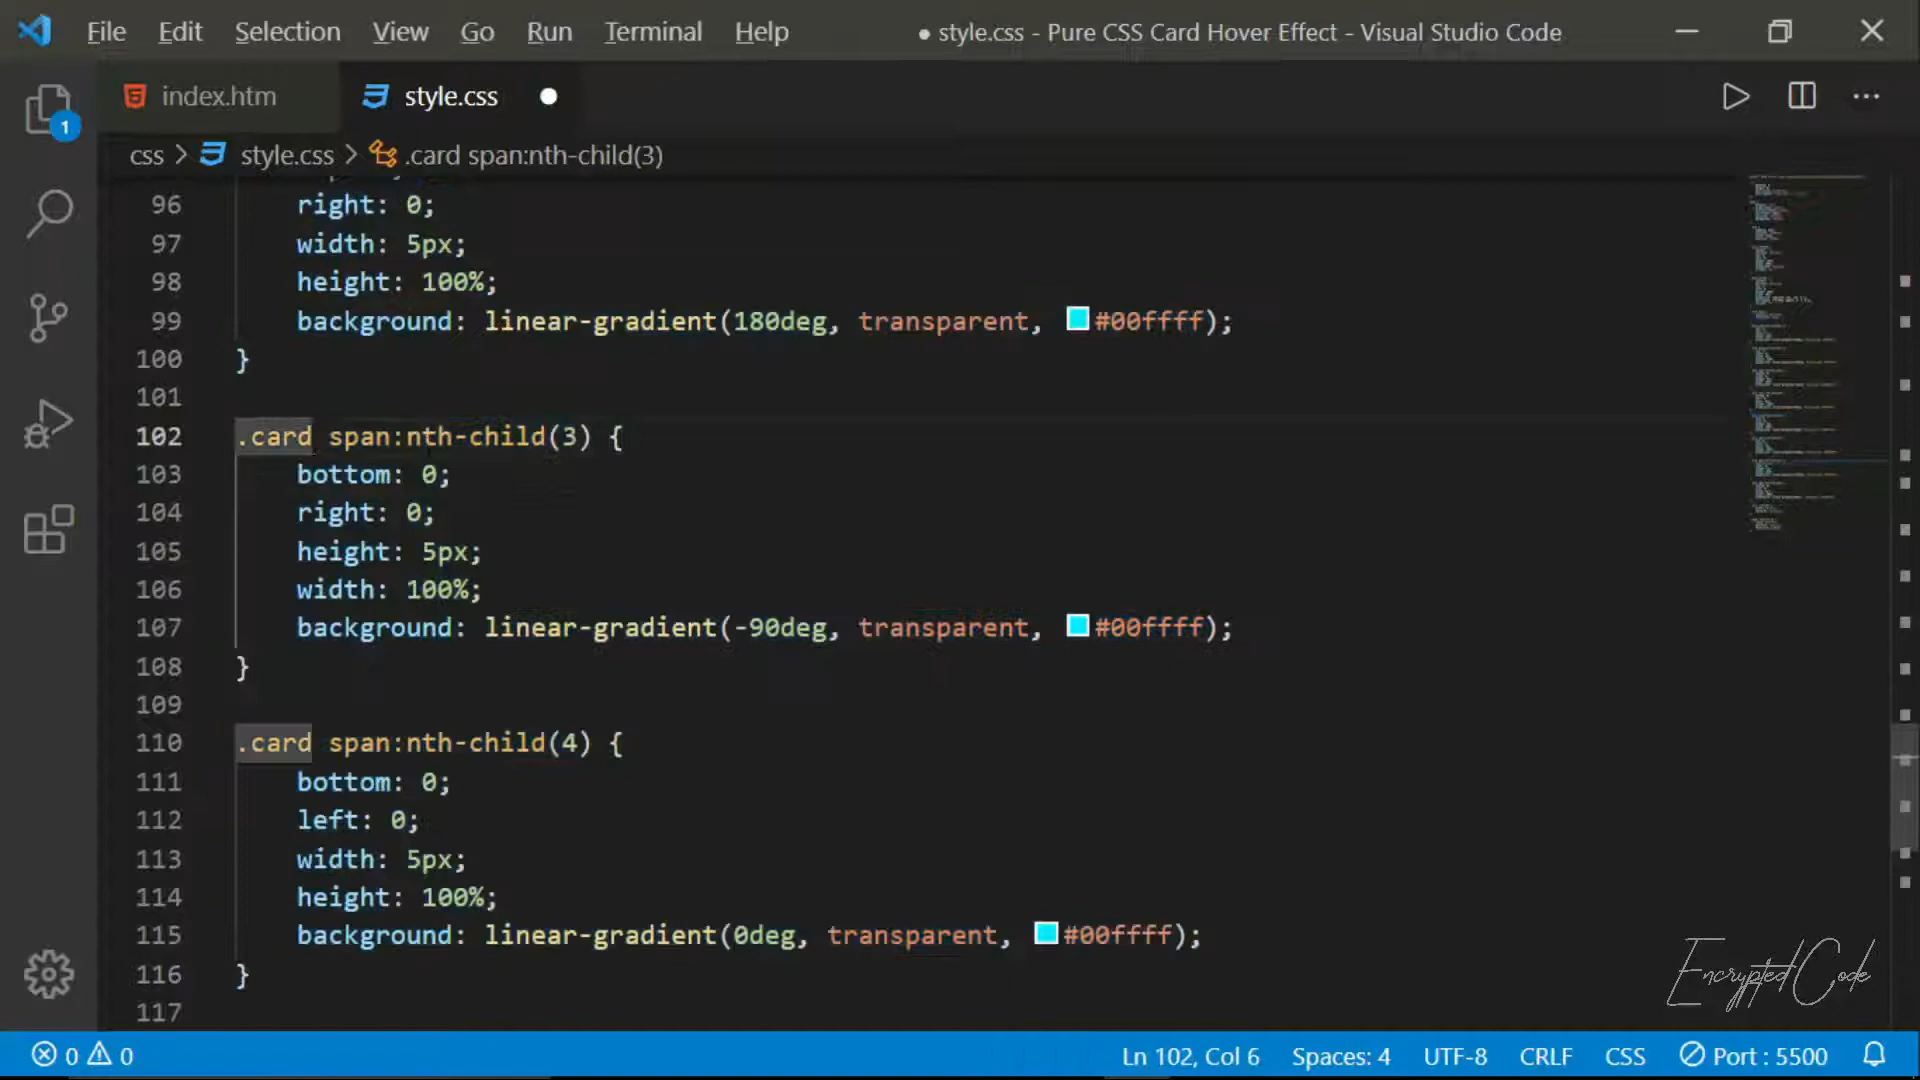 File Edit Selection View Go Run Terminal Help ● style.css - Pure CSS Card Hover Effect - Visual Studio Code
index.htm style.css ●
1
css > style.css > .card span:nth-child(3)
96 right: 0;
97 width: 5px;
98 height: 100%;
99 background: linear-gradient(180deg, transparent, #00ffff);
100 }
101
102 .card span:nth-child(3) {
103 bottom: 0;
104 right: 0;
105 height: 5px;
106 width: 100%;
107 background: linear-gradient(-90deg, transparent, #00ffff);
108 }
109
110 .card span:nth-child(4) {
111 bottom: 0;
112 left: 0;
113 width: 5px;
114 height: 100%;
115 background: linear-gradient(0deg, transparent, #00ffff);
116 }
117
EncryptedCode
0 0 Ln 102, Col 6 Spaces: 4 UTF-8 CRLF CSS Port : 5500